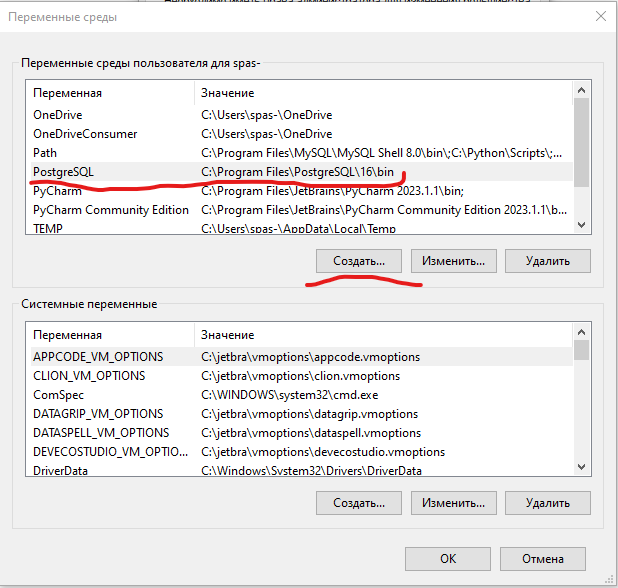 Переменные среды
Переменные среды пользователя для spas-
Переменная Значение
OneDrive C:\Users\spas-\OneDrive
OneDriveConsumer C:\Users\spas-\OneDrive
Path C:\Program Files\MySQL\MySQL Shell 8.0\bin\;C:\Python\Scripts\;...
PostgreSQL C:\Program Files\PostgreSQL\16\bin
PyCharm C:\Program Files\JetBrains\PyCharm 2023.1.1\bin;
PyCharm Community Edition C:\Program Files\JetBrains\PyCharm Community Edition 2023.1.1\b...
TEMP C:\Users\spas-\AppData\Local\Temp
Создать... Изменить... Удалить
Системные переменные
Переменная Значение
APPCODE_VM_OPTIONS C:\jetbra\vmoptions\appcode.vmoptions
CLION_VM_OPTIONS C:\jetbra\vmoptions\clion.vmoptions
ComSpec C:\WINDOWS\system32\cmd.exe
DATAGRIP_VM_OPTIONS C:\jetbra\vmoptions\datagrip.vmoptions
DATASPELL_VM_OPTIONS C:\jetbra\vmoptions\dataspell.vmoptions
DEVECOSTUDIO_VM_OPTIO... C:\jetbra\vmoptions\devecostudio.vmoptions
DriverData C:\Windows\System32\Drivers\DriverData
Создать... Изменить... Удалить
ОК Отмена